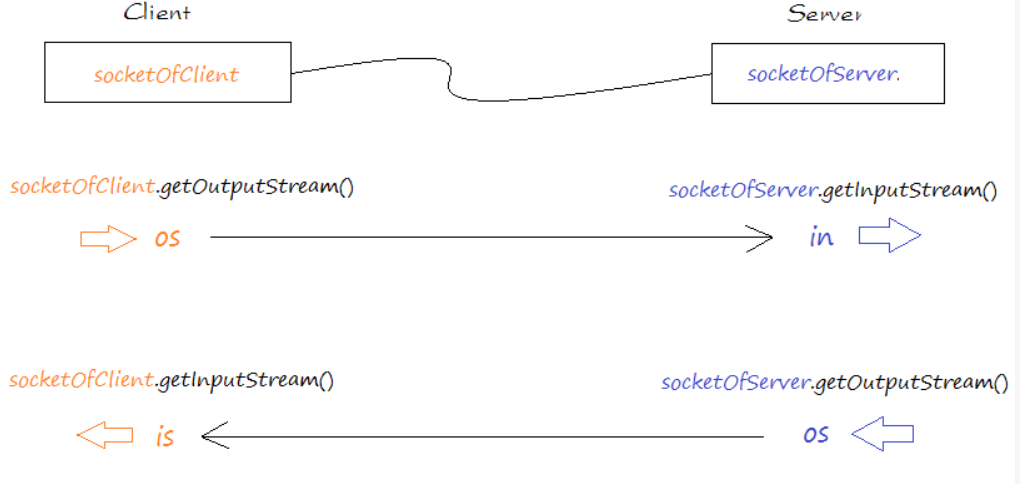 Client Server
socketOfClient socketOfServer.
socketOfClient.getOutputStream() socketOfServer.getInputStream()
os in
socketOfClient.getInputStream() socketOfServer.getOutputStream()
is os